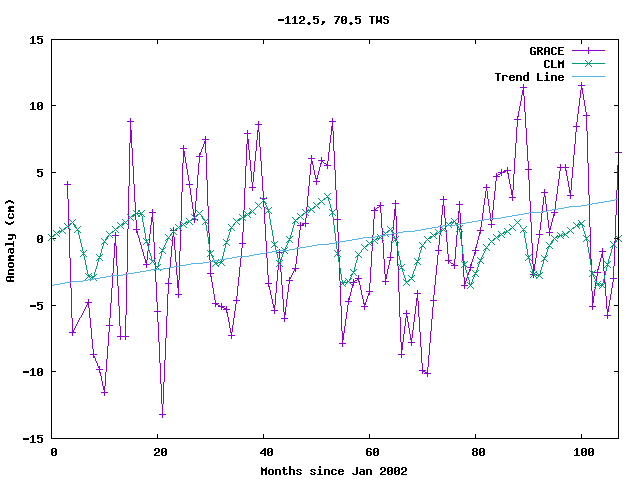 -112.5, 70.5 TWS
GRACE
CLM
Trend Line
15
10
5
0
-5
-10
-15
Anomaly (cm)
0 20 40 60 80 100
Months since Jan 2002